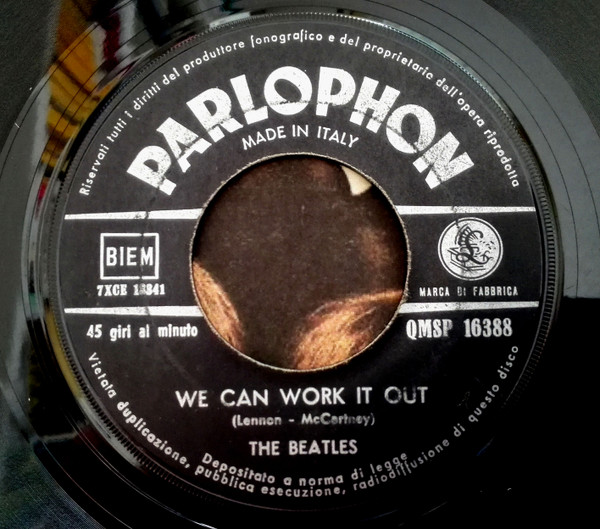 Riservati tutti i diritti del produttore fonografico e del proprietario dell'opera riprodotta
PARLOPHON
MADE IN ITALY
BIEM
7XCE 18841
MARCA DI FABBRICA
45 giri al minuto
QMSP 16388
WE CAN WORK IT OUT
(Lennon - McCartney)
THE BEATLES
Depositato a norma di legge
Vietata duplicazione, pubblica esecuzione, radiodiffusione di questo disco